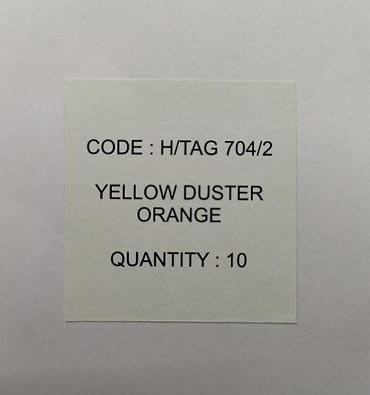 CODE : H/TAG 704/2
YELLOW DUSTER
ORANGE
QUANTITY : 10